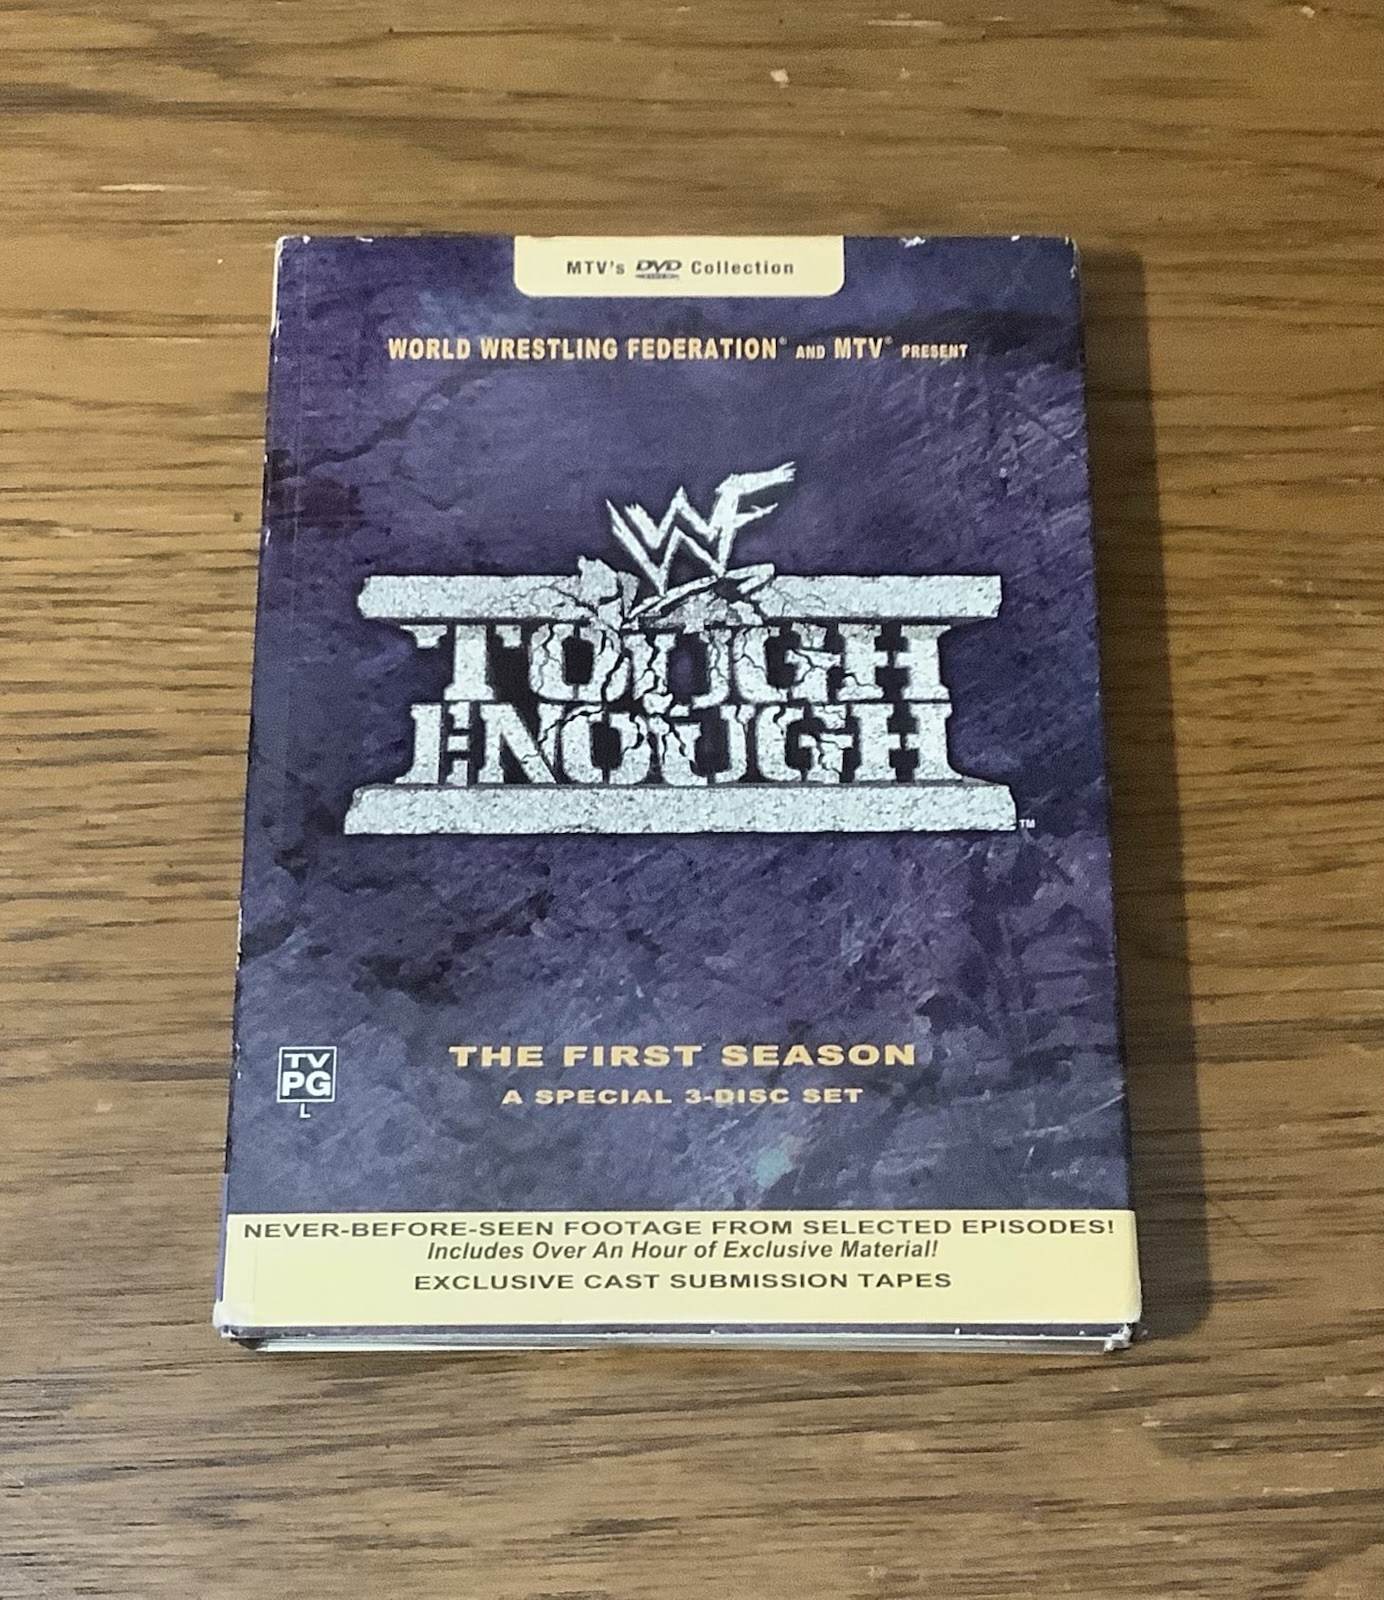 MTV's DVD Collection
WORLD WRESTLING FEDERATION® AND MTV® PRESENT
WF
TOUGH
ENOUGH™
THE FIRST SEASON
A SPECIAL 3-DISC SET
TV
PG
L
NEVER-BEFORE-SEEN FOOTAGE FROM SELECTED EPISODES!
Includes Over An Hour of Exclusive Material!
EXCLUSIVE CAST SUBMISSION TAPES